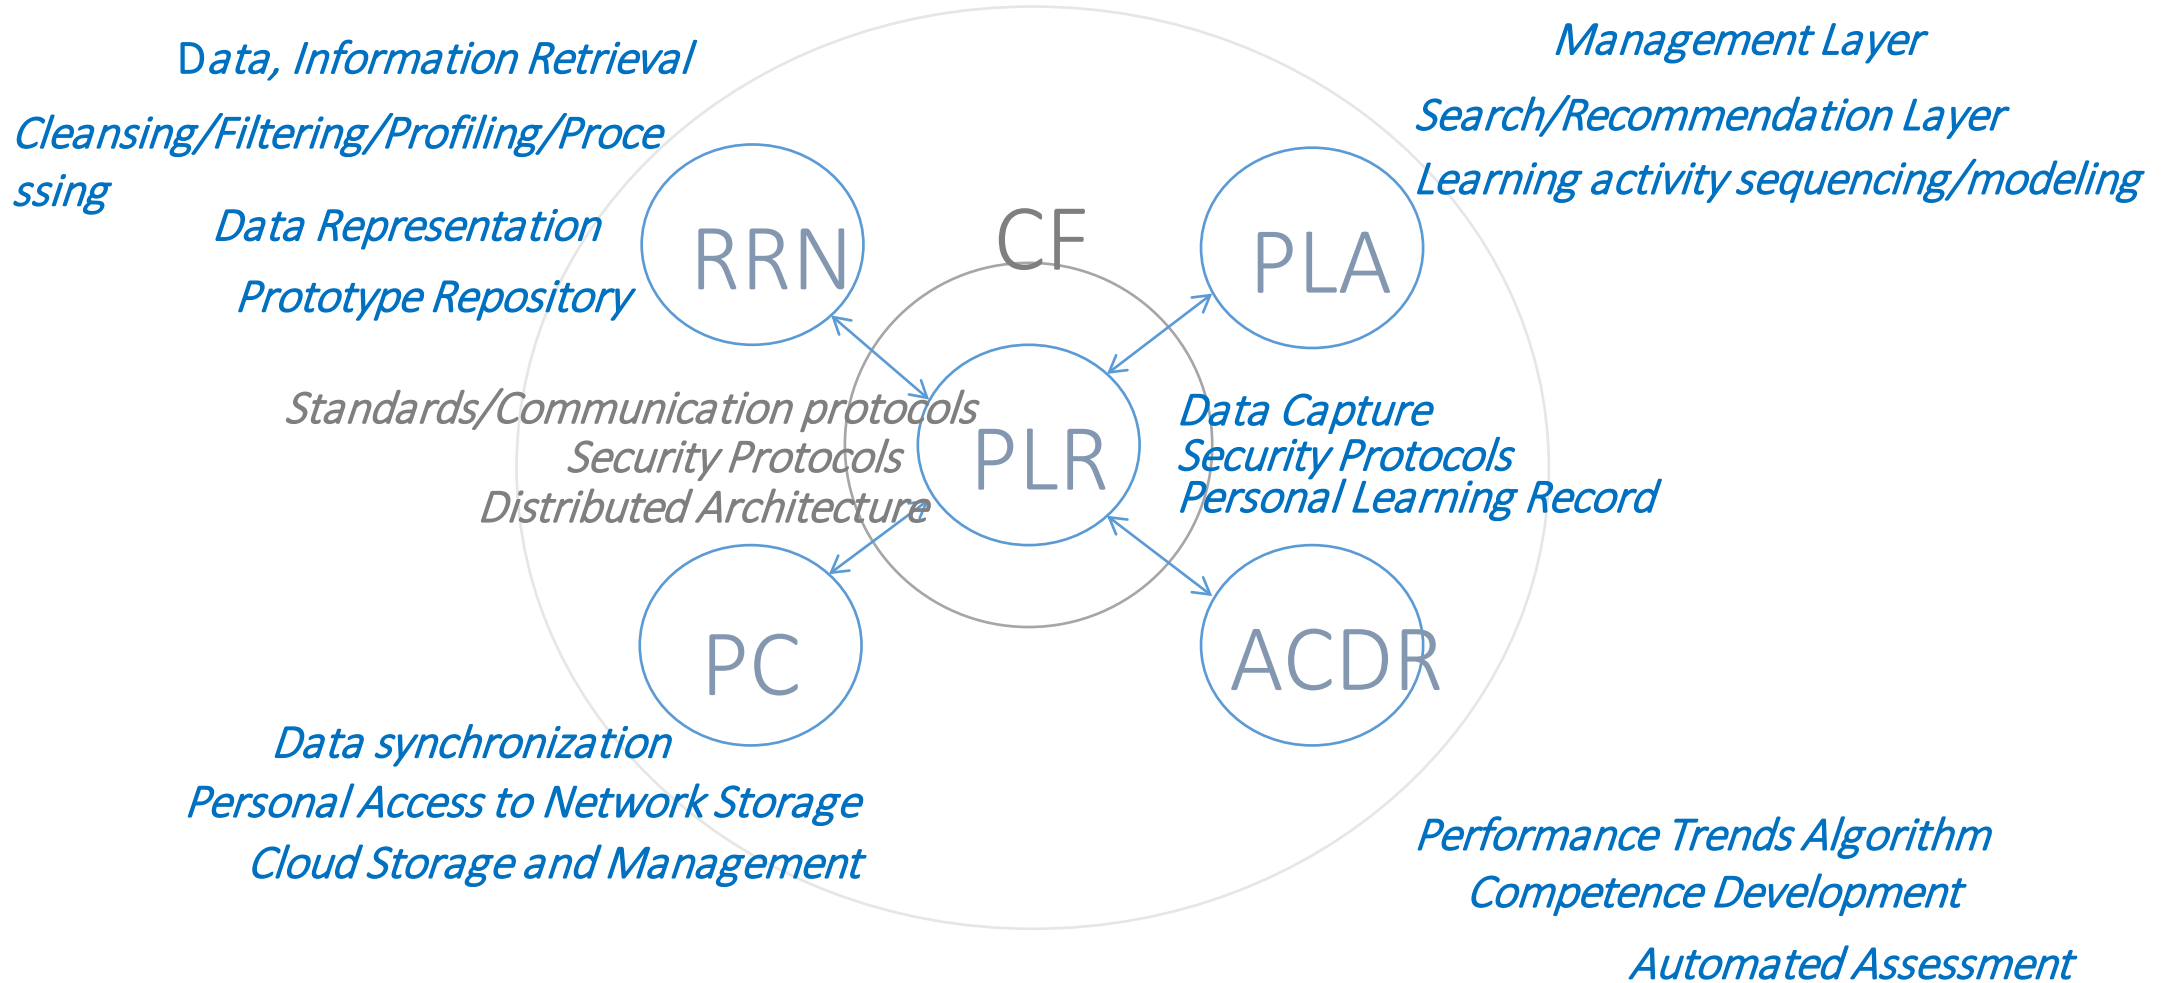 Data, Information Retrieval
Cleansing/Filtering/Profiling/Proce
ssing
Data Representation
Prototype Repository
RRN
CF
Management Layer
Search/Recommendation Layer
Learning activity sequencing/modeling
PLA
Standards/Communication protocols
Security Protocols
Distributed Architecture
PLR
Data Capture
Security Protocols
Personal Learning Record
PC
ACDR
Data synchronization
Personal Access to Network Storage
Cloud Storage and Management
Performance Trends Algorithm
Competence Development
Automated Assessment